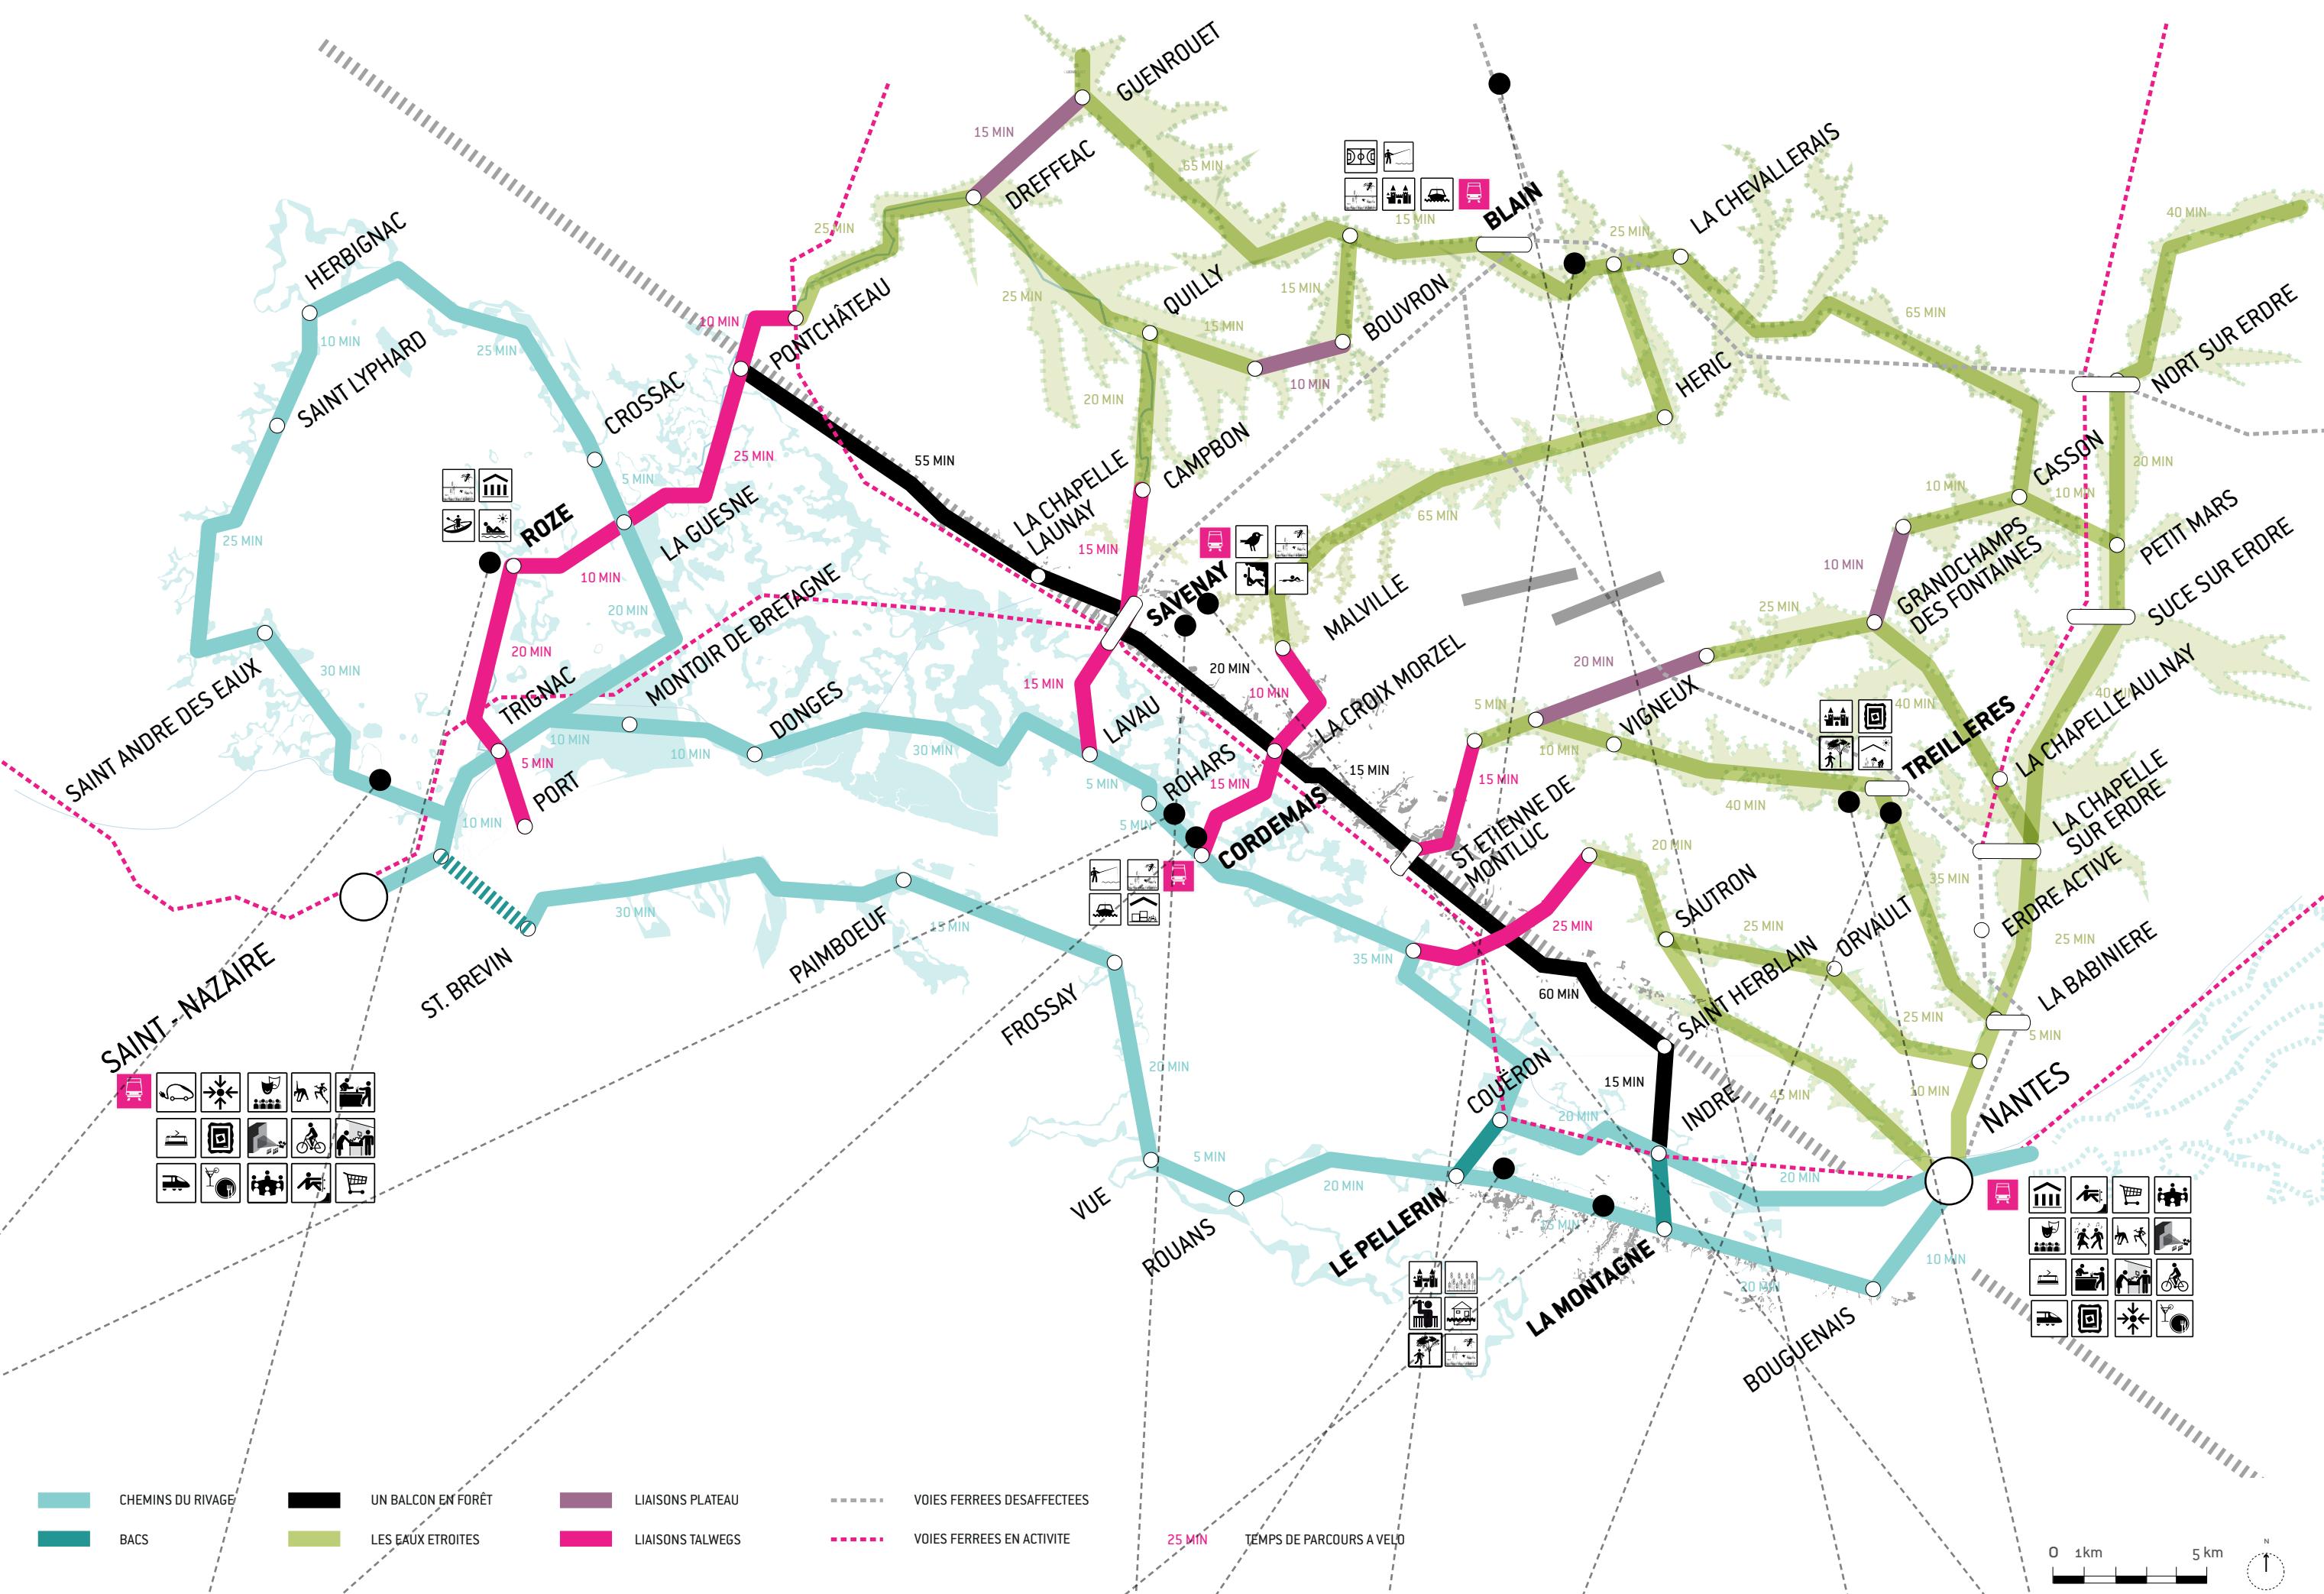 GUENROUET
15 MIN
DREFFEAC
65 MIN
LA CHEVALLERAIS
BLAIN
15 MIN
25 MIN
40 MIN
HERBIGNAC
25 MIN
10 MIN
SAINT LYPHARD
25 MIN
CROSSAC
10 MIN
PONTCHÂTEAU
25 MIN
QUILLY
15 MIN
15 MIN
BOUVRON
10 MIN
65 MIN
NORT SUR ERDRE
HERIC
20 MIN
CAMPBON
55 MIN
25 MIN
5 MIN
CASSON
20 MIN
10 MIN
10 MIN
LA CHAPELLE
LAUNAY
LA GUESNE
ROZE
25 MIN
65 MIN
PETIT MARS
GRANDCHAMPS
DES FONTAINES
SUCE SUR ERDRE
15 MIN
10 MIN
10 MIN
20 MIN
MONTOIR DE BRETAGNE
SAVENAY
MALVILLE
25 MIN
SAINT ANDRE DES EAUX
30 MIN
20 MIN
TRIGNAC
DONGES
15 MIN
20 MIN
10 MIN
LA CROIX MORZEL
20 MIN
VIGNEUX
5 MIN
40 MIN
40 MIN
LA CHAPELLE AULNAY
TREILLERES
10 MIN
10 MIN
30 MIN
LAVAU
10 MIN
5 MIN
PORT
ROHARS
5 MIN
15 MIN
15 MIN
15 MIN
40 MIN
10 MIN
5 MIN
CORDEMAIS
ST ETIENNE DE
MONTLUC
20 MIN
LA CHAPELLE
SUR ERDRE
ERDRE ACTIVE
35 MIN
SAUTRON
25 MIN
ORVAULT
30 MIN
PAIMBOEUF
15 MIN
25 MIN
25 MIN
LA BABINIERE
SAINT - NAZAIRE
ST. BREVIN
FROSSAY
35 MIN
60 MIN
SAINT HERBLAIN
25 MIN
5 MIN
20 MIN
COUËRON
15 MIN
INDRE
45 MIN
10 MIN
NANTES
20 MIN
5 MIN
20 MIN
20 MIN
VUE
ROUANS
LE PELLERIN
15 MIN
LA MONTAGNE
20 MIN
10 MIN
BOUGUENAIS
CHEMINS DU RIVAGE
UN BALCON EN FORÊT
LIAISONS PLATEAU
VOIES FERREES DESAFFECTEES
BACS
LES EAUX ETROITES
LIAISONS TALWEGS
VOIES FERREES EN ACTIVITE
25 MIN
TEMPS DE PARCOURS A VELO
0 1km 5 km
N